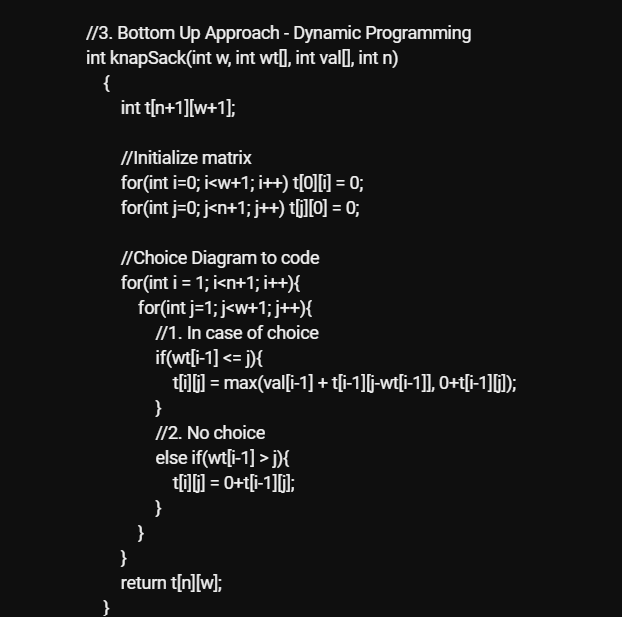 //3. Bottom Up Approach - Dynamic Programming
int knapSack(int w, int wt[], int val[], int n)
{
int t[n+1][w+1];
//Initialize matrix
for(int i=0; i<w+1; i++) t[0][i] = 0;
for(int j=0; j<n+1; j++) t[j][0] = 0;
//Choice Diagram to code
for(int i = 1; i<n+1; i++){
for(int j=1; j<w+1; j++){
//1. In case of choice
if(wt[i-1] <= j){
t[i][j] = max(val[i-1] + t[i-1][j-wt[i-1]], 0+t[i-1][j]);
}
//2. No choice
else if(wt[i-1] > j){
t[i][j] = 0+t[i-1][j];
}
}
}
return t[n][w];
}